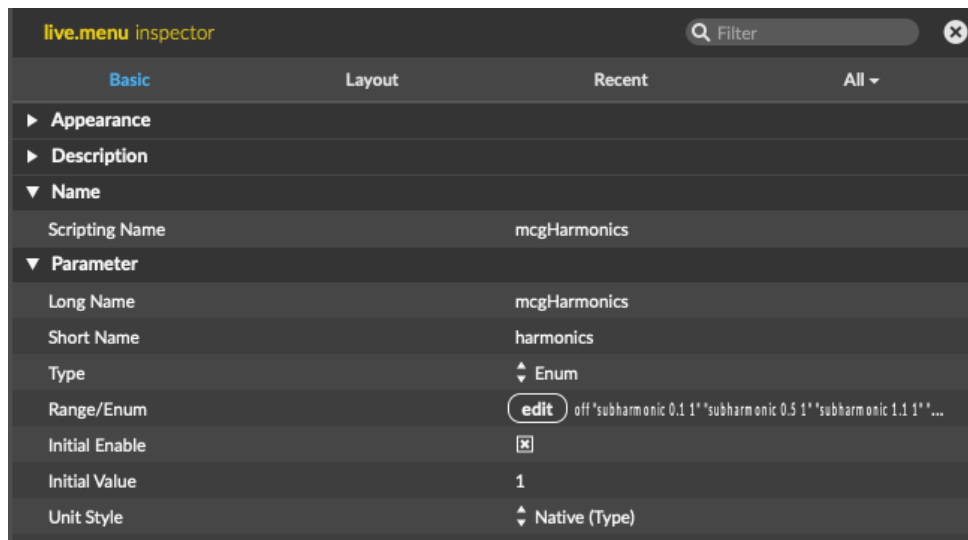 live.menu inspector Filter
Basic Layout Recent All
Appearance
Description
Name
Scripting Name mcgHarmonics
Parameter
Long Name mcgHarmonics
Short Name harmonics
Type Enum
Range/Enum edit off "subharmonic 0.1 1" "subharmonic 0.5 1" "subharmonic 1.1 1" "...
Initial Enable
Initial Value 1
Unit Style Native (Type)